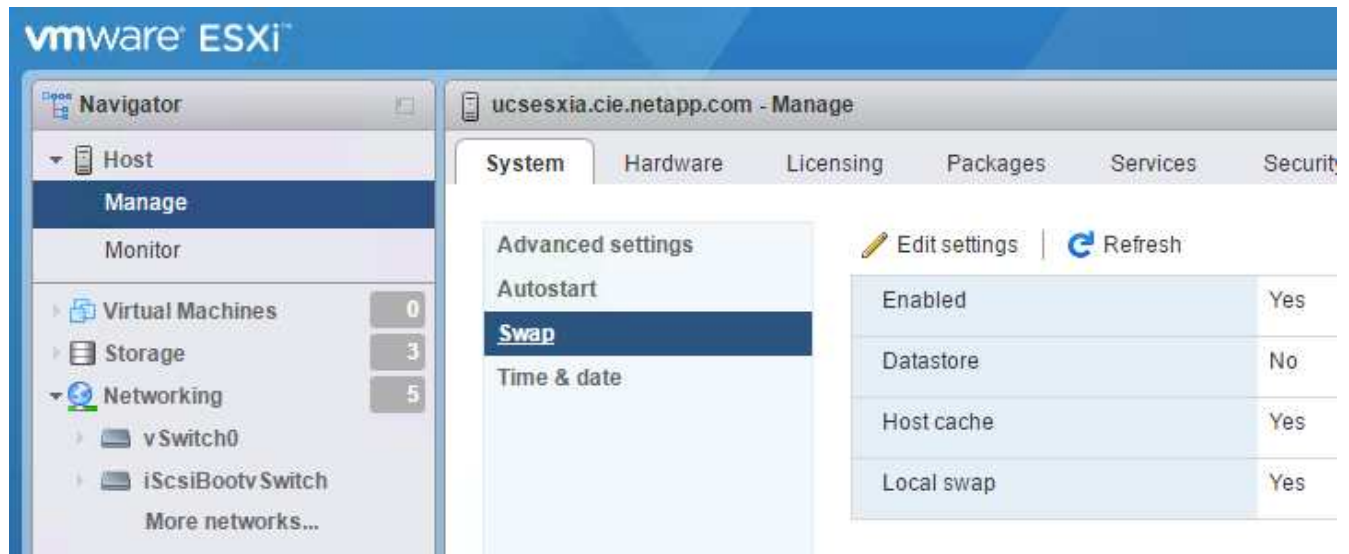 vmware ESXi™
Navigator
ucsesxia.cie.netapp.com - Manage
Host
Manage
Monitor
Virtual Machines 0
Storage 3
Networking 5
vSwitch0
iScsiBootvSwitch
More networks...
System Hardware Licensing Packages Services Security
Advanced settings
Autostart
Swap
Time & date
Edit settings | Refresh
Enabled Yes
Datastore No
Host cache Yes
Local swap Yes